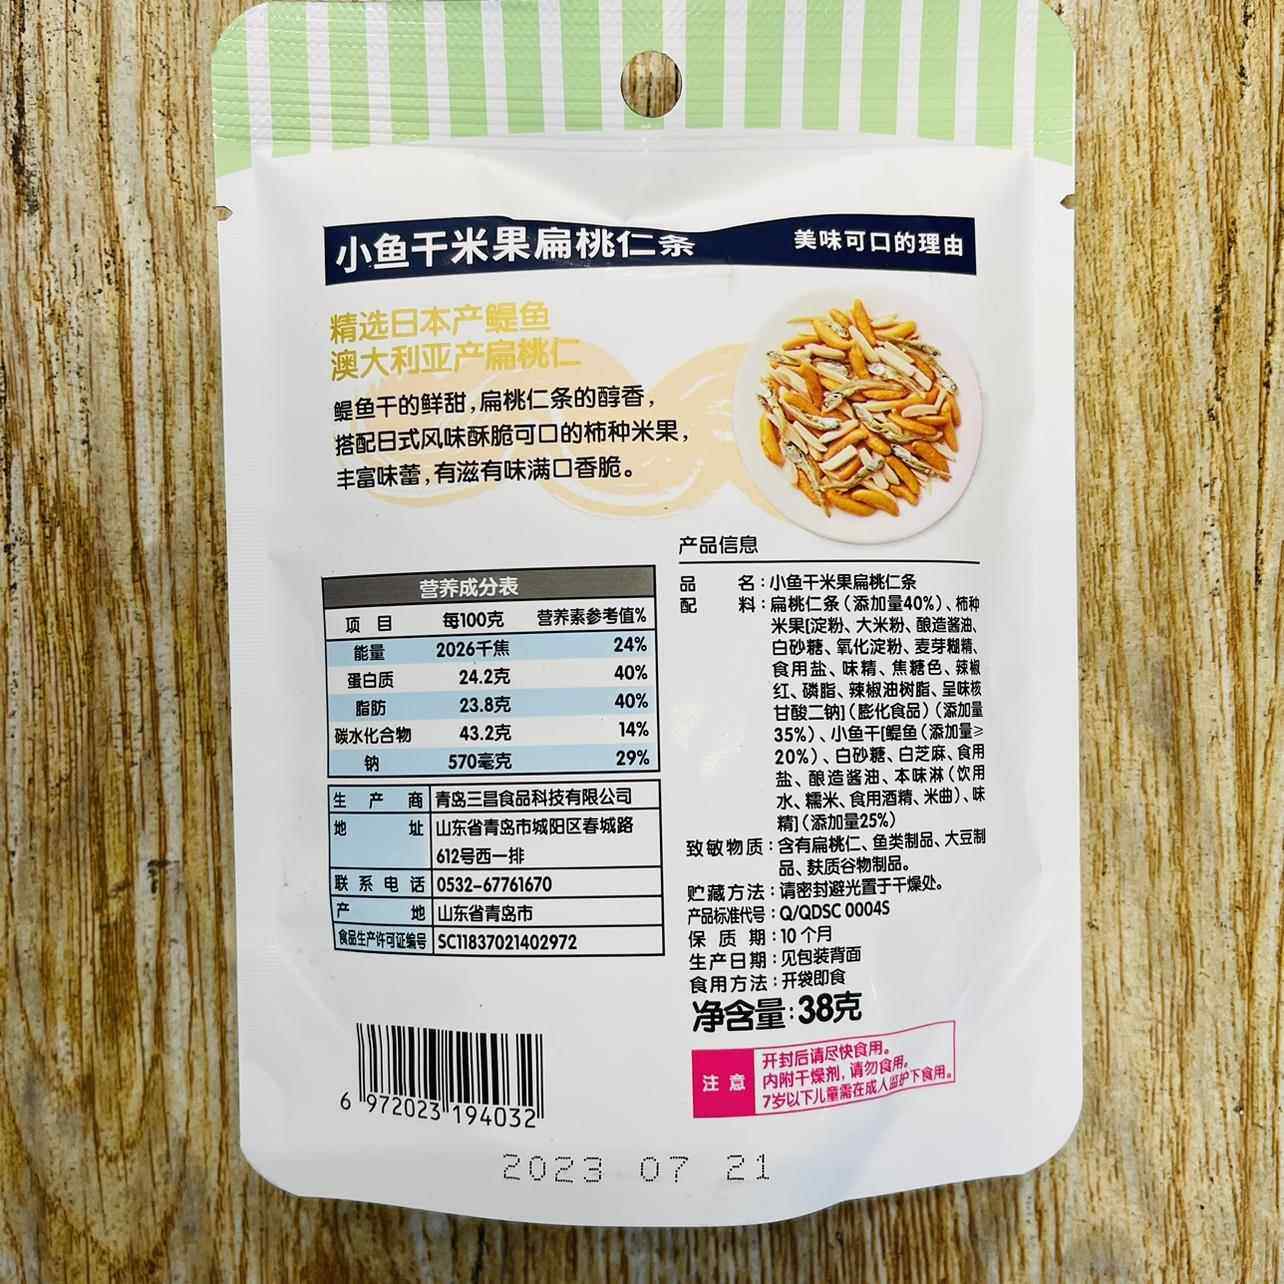 小鱼干米果扁桃仁条 美味可口的理由
精选日本产鳀鱼
澳大利亚产扁桃仁
鳀鱼干的鲜甜,扁桃仁条的醇香,
搭配日式风味酥脆可口的柿种米果,
丰富味蕾,有滋有味满口香脆。
营养成分表
项 目 每100克 营养素参考值%
能量 2026千焦 24%
蛋白质 24.2克 40%
脂肪 23.8克 40%
碳水化合物 43.2克 14%
钠 570毫克 29%
生产商 青岛三昌食品科技有限公司
地址 山东省青岛市城阳区春城路
612号西一排
联系电话 0532-67761670
产地 山东省青岛市
食品生产许可证编号 SC11837021402972
产品信息
品名:小鱼干米果扁桃仁条
配料:扁桃仁条(添加量40%)、柿种
米果[淀粉、大米粉、酿造酱油、
白砂糖、氧化淀粉、麦芽糊精、
食用盐、味精、焦糖色、辣椒
红、磷脂、辣椒油树脂、呈味核
甘酸二钠](膨化食品)(添加量
35%)、小鱼干[鳀鱼(添加量≥
20%)、白砂糖、白芝麻、食用
盐、酿造酱油、本味淋(饮用
水、糯米、食用酒精、米曲)、味
精](添加量25%)
致敏物质:含有扁桃仁、鱼类制品、大豆制
品、麸质谷物制品。
贮藏方法:请密封避光置于干燥处。
产品标准代号:Q/QDSC 0004S
保质期:10个月
生产日期:见包装背面
食用方法:开袋即食
净含量:38克
注意
开封后请尽快食用。
内附干燥剂,请勿食用。
7岁以下儿童需在成人监护下食用。
6 972023 194032
2023 07 21